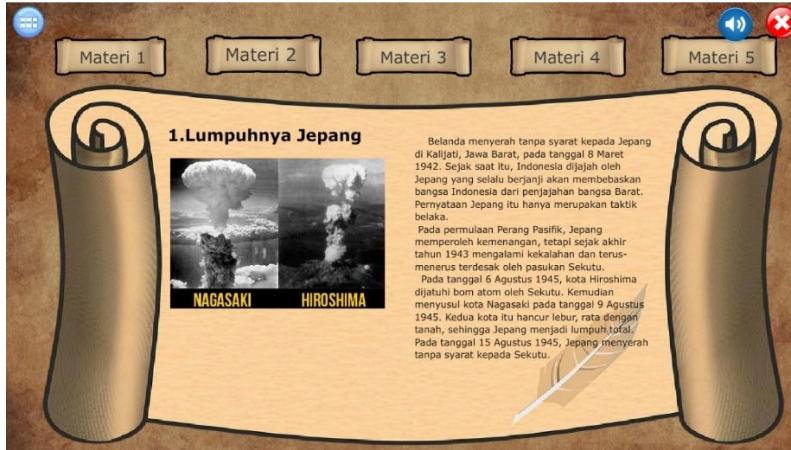 Materi 1
Materi 2
Materi 3
Materi 4
Materi 5
1.Lumpuhnya Jepang
NAGASAKI
HIROSHIMA
Belanda menyerah tanpa syarat kepada Jepang
di Kalijati, Jawa Barat, pada tanggal 8 Maret
1942. Sejak saat itu, Indonesia dijajah oleh
Jepang yang selalu berjanji akan membebaskan
bangsa Indonesia dari penjajahan bangsa Barat.
Pernyataan Jepang itu hanya merupakan taktik
belaka.
Pada permulaan Perang Pasifik, Jepang
memperoleh kemenangan, tetapi sejak akhir
tahun 1943 mengalami kekalahan dan terus-
menerus terdesak oleh pasukan Sekutu.
Pada tanggal 6 Agustus 1945, kota Hiroshima
dijatuhi bom atom oleh Sekutu. Kemudian
menyusul kota Nagasaki pada tanggal 9 Agustus
1945. Kedua kota itu hancur lebur, rata dengan
tanah, sehingga Jepang menjadi lumpuh total.
Pada tanggal 15 Agustus 1945, Jepang menyerah
tanpa syarat kepada Sekutu.